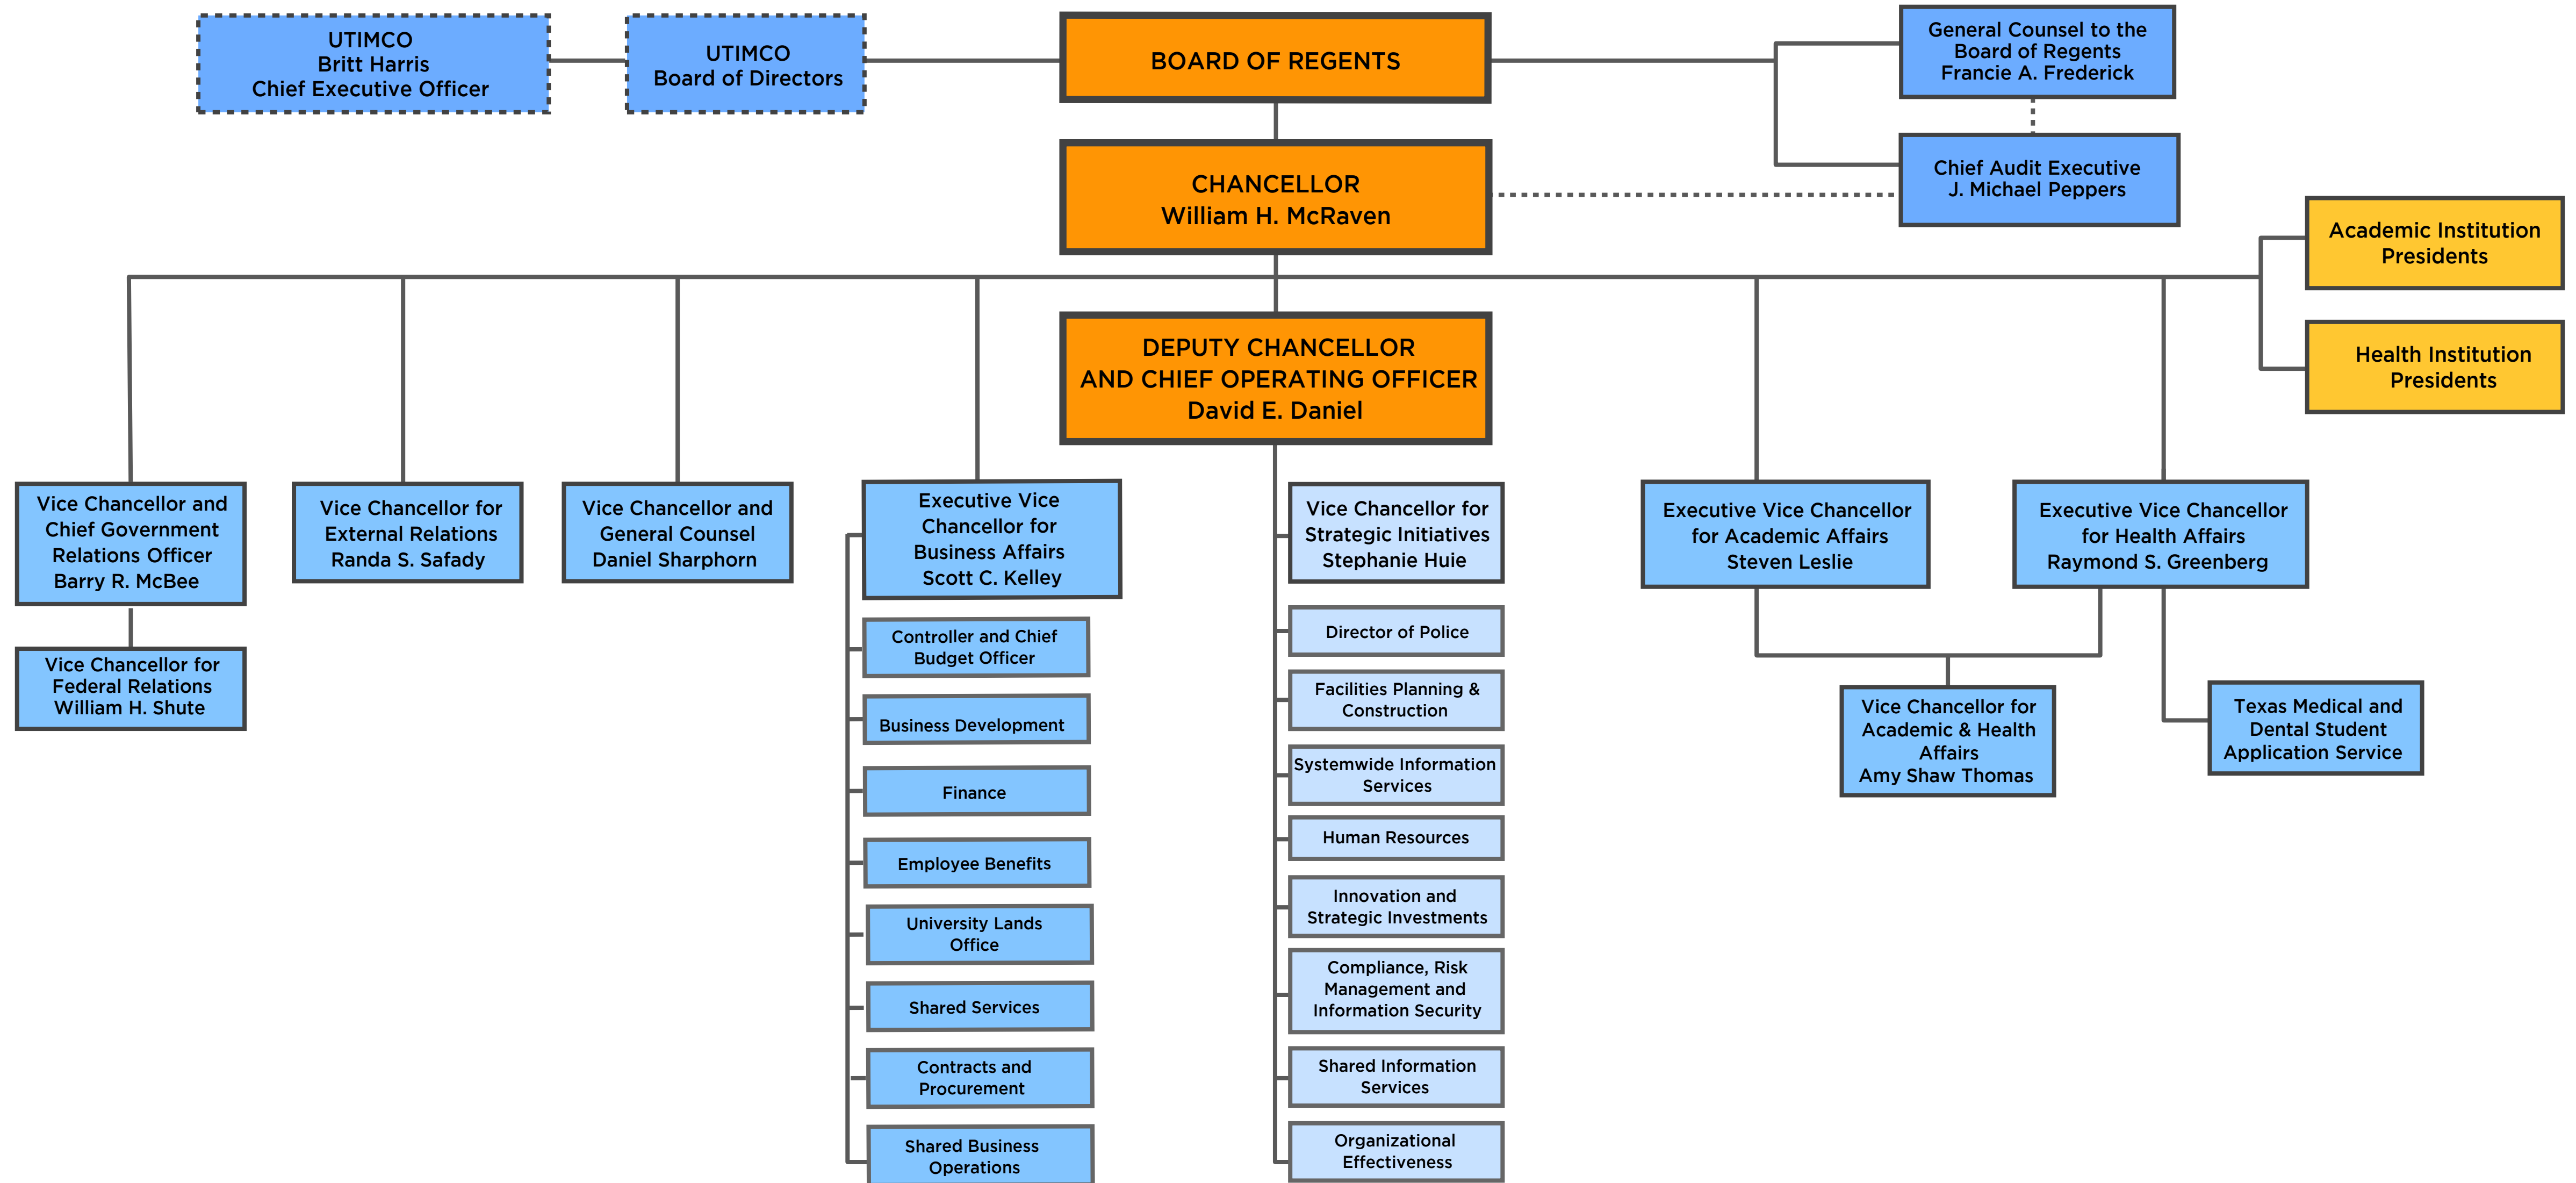 UTIMCO
Britt Harris
Chief Executive Officer
UTIMCO
Board of Directors
BOARD OF REGENTS
General Counsel to the
Board of Regents
Francie A. Frederick
CHANCELLOR
William H. McRaven
Chief Audit Executive
J. Michael Peppers
Academic Institution
Presidents
Health Institution
Presidents
DEPUTY CHANCELLOR
AND CHIEF OPERATING OFFICER
David E. Daniel
Vice Chancellor and
Chief Government
Relations Officer
Barry R. McBee
Vice Chancellor for
Federal Relations
William H. Shute
Vice Chancellor for
External Relations
Randa S. Safady
Vice Chancellor and
General Counsel
Daniel Sharphorn
Executive Vice
Chancellor for
Business Affairs
Scott C. Kelley
Controller and Chief
Budget Officer
Business Development
Finance
Employee Benefits
University Lands
Office
Shared Services
Contracts and
Procurement
Shared Business
Operations
Vice Chancellor for
Strategic Initiatives
Stephanie Huie
Director of Police
Facilities Planning &
Construction
Systemwide Information
Services
Human Resources
Innovation and
Strategic Investments
Compliance, Risk
Management and
Information Security
Shared Information
Services
Organizational
Effectiveness
Executive Vice Chancellor
for Academic Affairs
Steven Leslie
Executive Vice Chancellor
for Health Affairs
Raymond S. Greenberg
Vice Chancellor for
Academic & Health
Affairs
Amy Shaw Thomas
Texas Medical and
Dental Student
Application Service